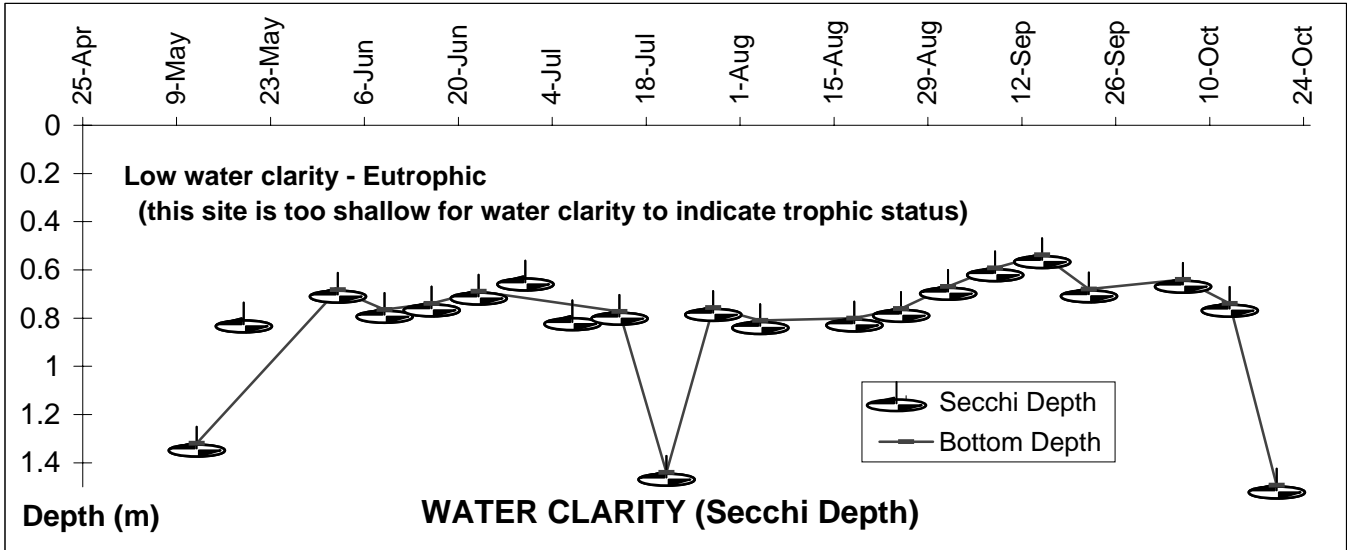 25-Apr
9-May
23-May
6-Jun
20-Jun
4-Jul
18-Jul
1-Aug
15-Aug
29-Aug
12-Sep
26-Sep
10-Oct
24-Oct
0
0.2
0.4
0.6
0.8
1
1.2
1.4
Low water clarity - Eutrophic
(this site is too shallow for water clarity to indicate trophic status)
Secchi Depth
Bottom Depth
Depth (m)
WATER CLARITY (Secchi Depth)